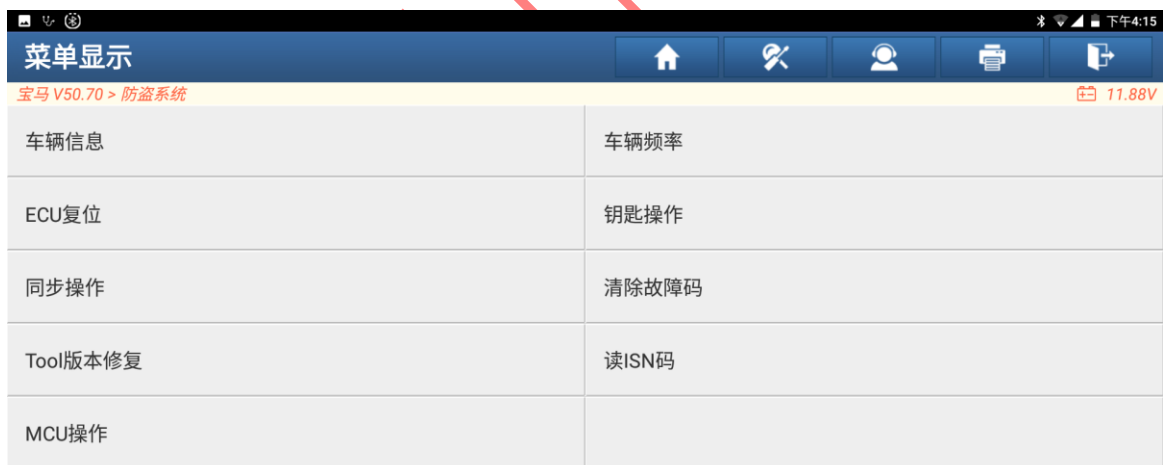 下午4:15
菜单显示
宝马 V50.70 > 防盗系统 11.88V
车辆信息 车辆频率
ECU复位 钥匙操作
同步操作 清除故障码
Tool版本修复 读ISN码
MCU操作